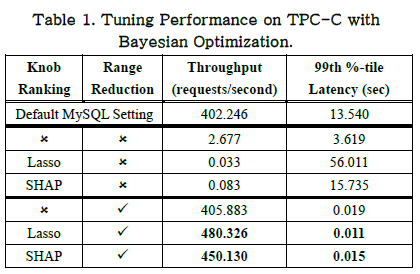 Table 1. Tuning Performance on TPC-C with
Bayesian Optimization.
Knob Ranking Range Reduction Throughput (requests/second) 99th %-tile Latency (sec)
Default MySQL Setting 402.246 13.540
× × 2.677 3.619
Lasso × 0.033 56.011
SHAP × 0.083 15.735
× ✓ 405.883 0.019
Lasso ✓ 480.326 0.011
SHAP ✓ 450.130 0.015